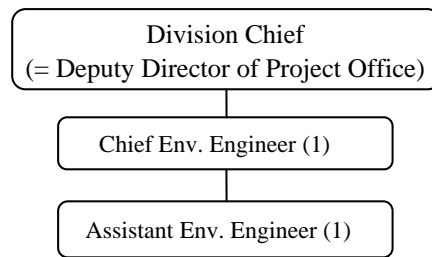 Division Chief
(= Deputy Director of Project Office)
Chief Env. Engineer (1)
Assistant Env. Engineer (1)